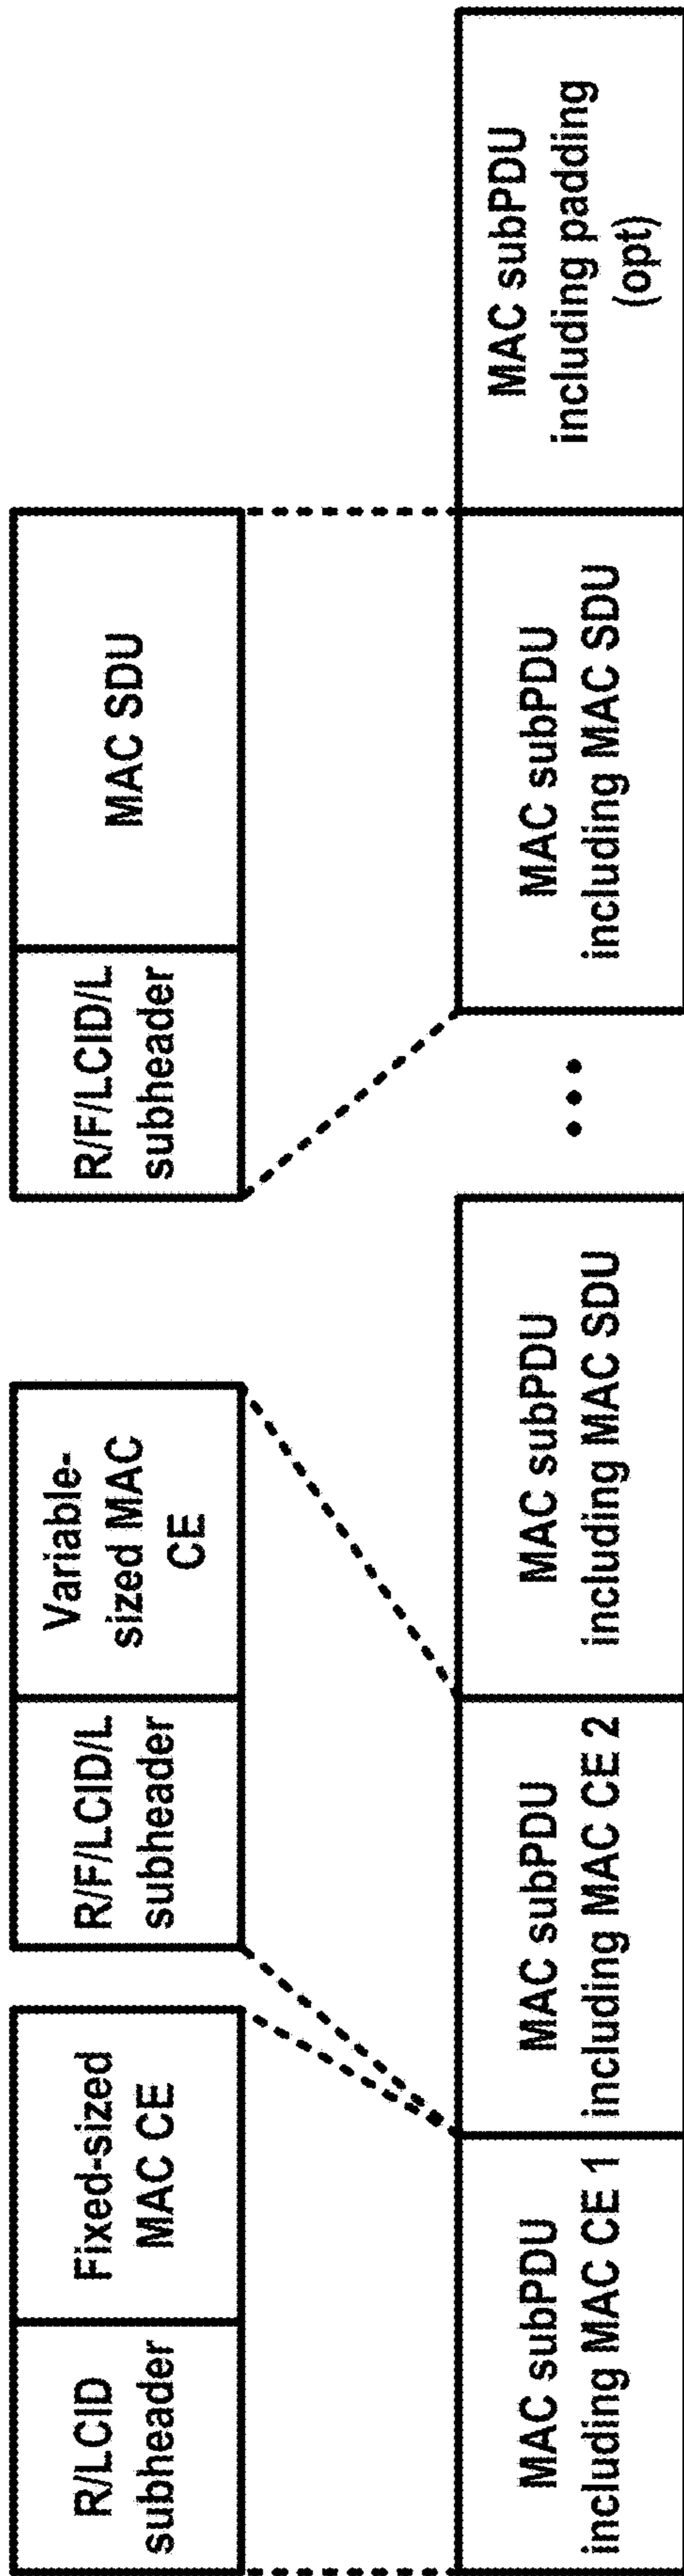 R/LCID
subheader
Fixed-sized
MAC CE
R/F/LCID/L
subheader
Variable-
sized MAC
CE
R/F/LCID/L
subheader
MAC SDU
MAC subPDU
including MAC CE 1
MAC subPDU
including MAC CE 2
MAC subPDU
including MAC SDU
•••
MAC subPDU
including MAC SDU
MAC subPDU
including padding
(opt)